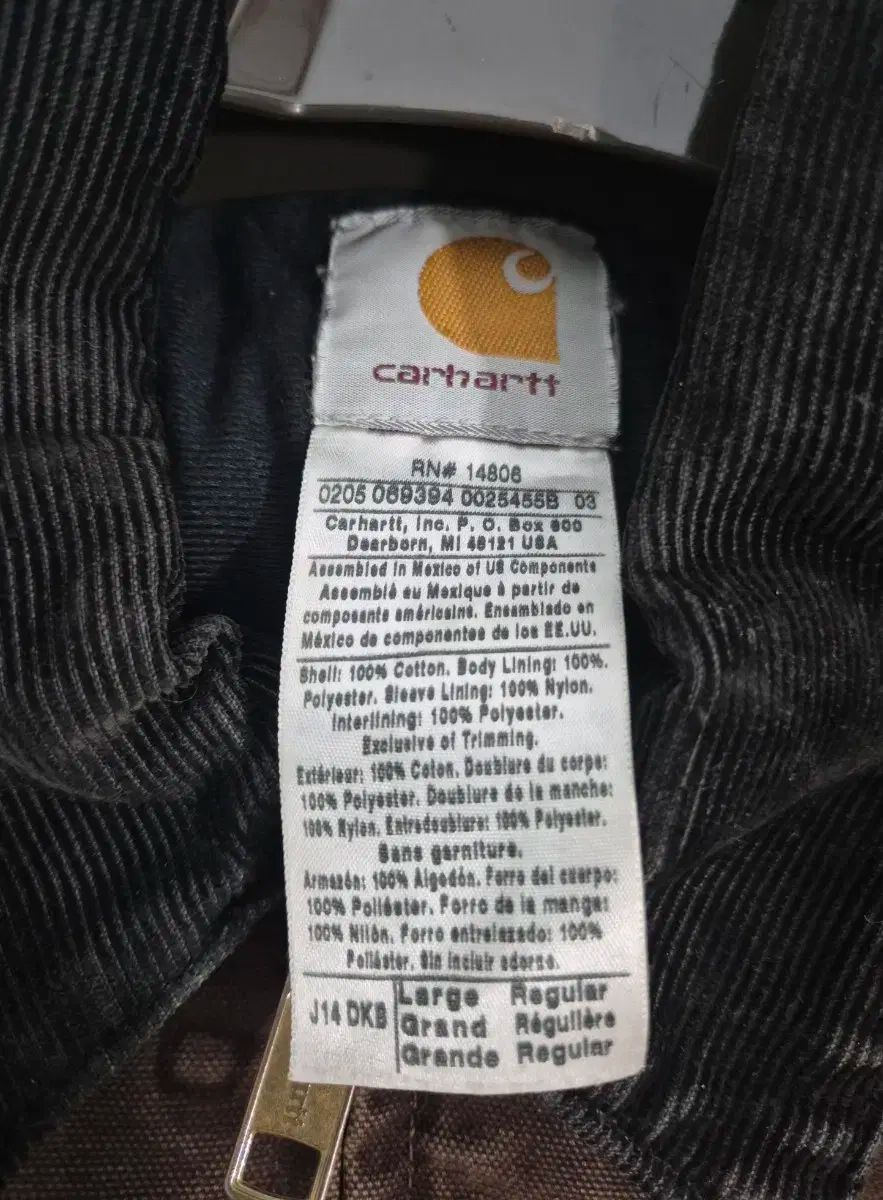 carhartt
RN# 14806
0205 069394 0025455B 03
Carhartt, Inc. P. O. Box 600
Dearborn, MI 48121 USA
Assembled in Mexico of US Components
Assemblé au Mexique à partir de
composants américains. Ensamblado en
México de componentes de los EE.UU.
Shell: 100% Cotton. Body Lining: 100%.
Polyester. Sleeve Lining: 100% Nylon.
Interlining: 100% Polyester.
Exclusive of Trimming.
Extérieur: 100% Coton. Doublure du corps:
100% Polyester. Doublure de la manche:
100% Nylon. Entredoublure: 100% Polyester.
Sans garniture.
Armazón: 100% Algodón. Forro del cuerpo:
100% Poliéster. Forro de la manga:
100% Nilón. Forro entrelazado: 100%
Poliéster. Sin incluir adorno.
J14 DKB
Large Regular
Grand Régulière
Grande Regular